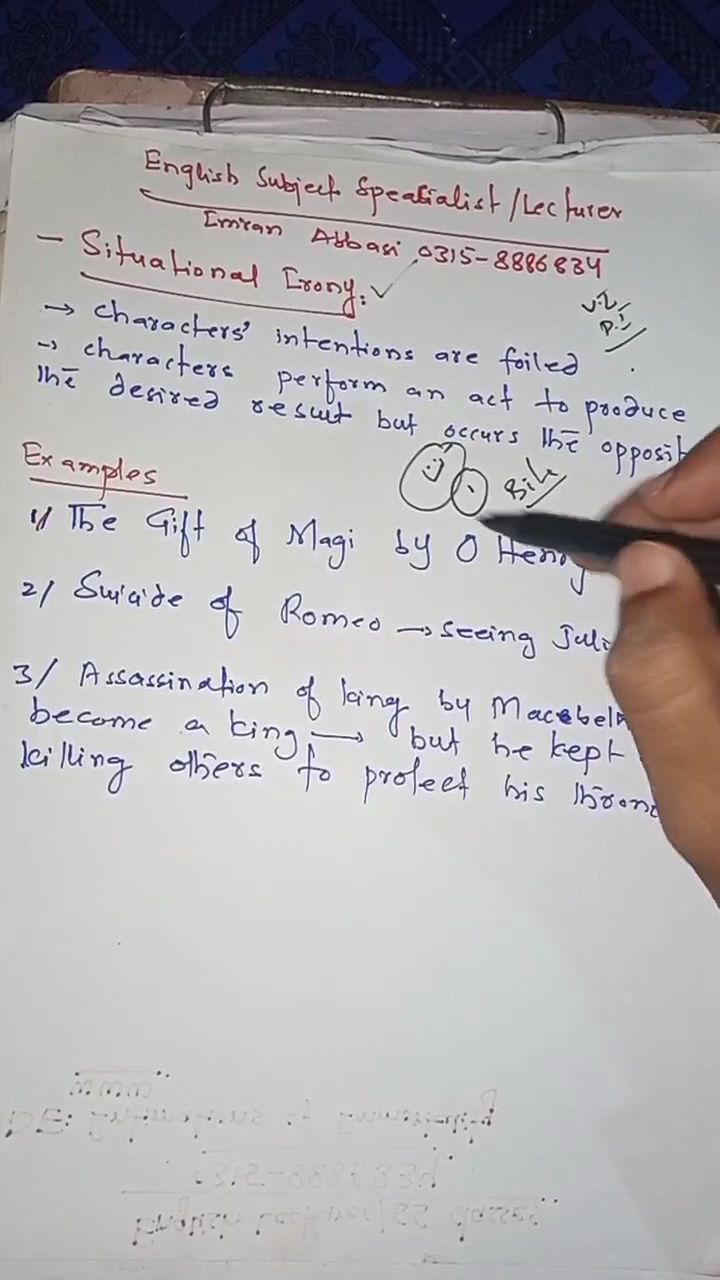 English Subject Specialist/Lecturer
Imran Abbasi 0315-8886834
- Situational Irony:
V.I
D.I
→ characters' intentions are foiled
→ characters perform an act to produce
the desired result but occurs the opposit
Examples
1/ The Gift of Magi by O Henry
2/ Suicide of Romeo → seeing Juli
3/ Assassination of king by Macbeth
become a king → but he kept
killing others to protect his throne